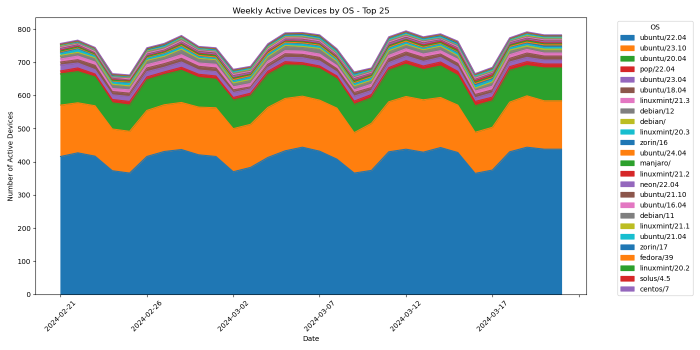 Weekly Active Devices by OS - Top 25
Number of Active Devices
800
700
600
500
400
300
200
100
0
2024-02-21
2024-02-26
2024-03-02
2024-03-07
2024-03-12
2024-03-17
Date
OS
ubuntu/22.04
ubuntu/23.10
ubuntu/20.04
pop/22.04
ubuntu/23.04
ubuntu/18.04
linuxmint/21.3
debian/12
debian/
linuxmint/20.3
zorin/16
ubuntu/24.04
manjaro/
linuxmint/21.2
neon/22.04
ubuntu/21.10
ubuntu/16.04
debian/11
linuxmint/21.1
ubuntu/21.04
zorin/17
fedora/39
linuxmint/20.2
solus/4.5
centos/7